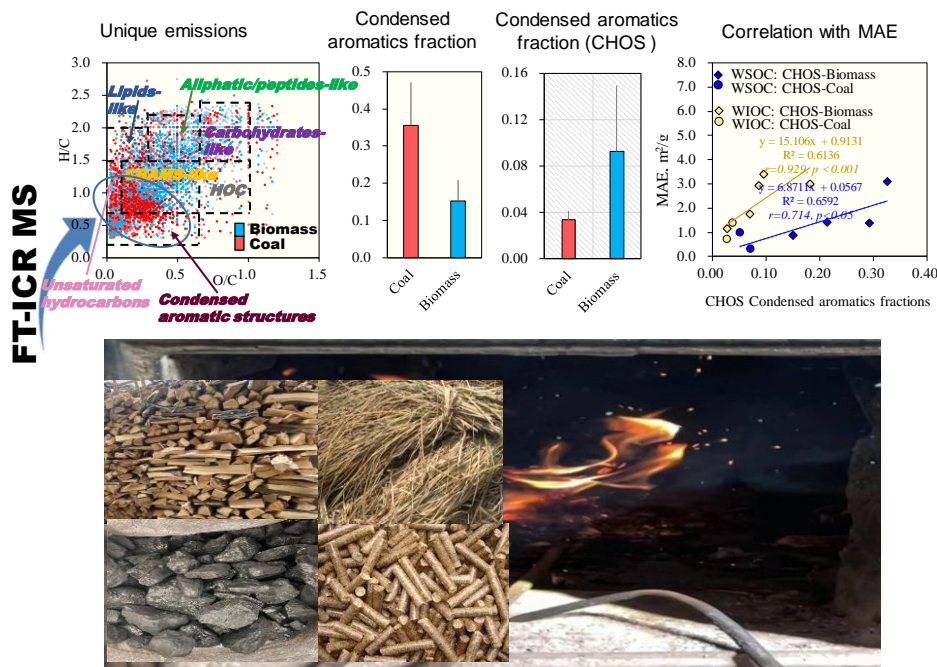 Unique emissions
3.0
2.5
2.0
1.5
1.0
0.5
0.0
H/C
0.0
0.5
1.0
1.5
O/C
Lipids-
like
Aliphatic/peptides-like
Carbohydrates-
like
CRAMs-like
HOC
Biomass
Coal
Unsaturated
hydrocarbons
Condensed
aromatic structures
FT-ICR MS
Condensed
aromatics fraction
0.5
0.4
0.3
0.2
0.1
0.0
Coal
Biomass
Condensed aromatics
fraction (CHOS )
0.16
0.12
0.08
0.04
0.00
Coal
Biomass
Correlation with MAE
8.0
7.0
6.0
5.0
4.0
3.0
2.0
1.0
0.0
MAE. m²/g
WSOC: CHOS-Biomass
WSOC: CHOS-Coal
WIOC: CHOS-Biomass
WIOC: CHOS-Coal
y = 15.106x + 0.9131
R² = 0.6136
r=0.929, p <0.001
y = 6.8711x + 0.0567
R² = 0.6592
r=0.714, p<0.05
0.00
0.10
0.20
0.30
0.40
CHOS Condensed aromatics fractions